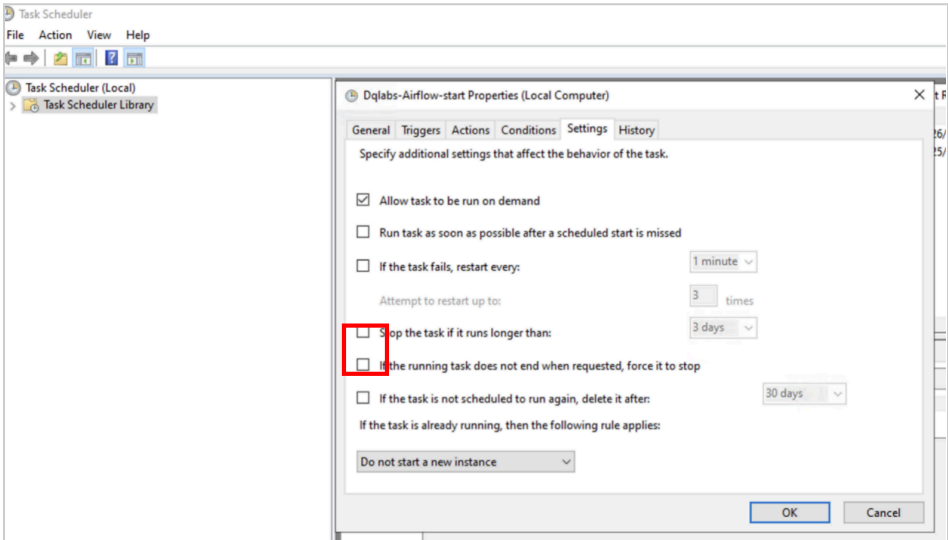 Task Scheduler
File Action View Help
Task Scheduler (Local)
Task Scheduler Library
Dqlabs-Airflow-start Properties (Local Computer)
General Triggers Actions Conditions Settings History
Specify additional settings that affect the behavior of the task.
Allow task to be run on demand
Run task as soon as possible after a scheduled start is missed
If the task fails, restart every: 1 minute
Attempt to restart up to: 3 times
Stop the task if it runs longer than: 3 days
If the running task does not end when requested, force it to stop
If the task is not scheduled to run again, delete it after: 30 days
If the task is already running, then the following rule applies:
Do not start a new instance
OK Cancel
t R
26/
25/